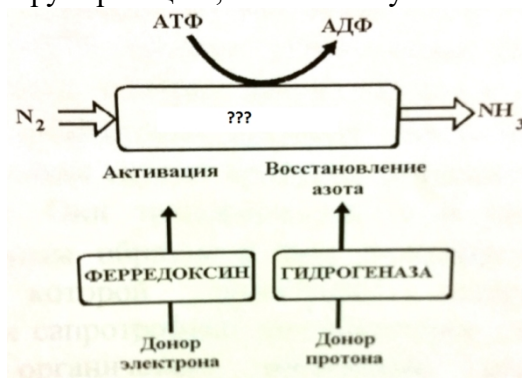 АТФ
АДФ
N2
???
NH3
Активация
Восстановление
азота
ФЕРРЕДОКСИН
ГИДРОГЕНАЗА
Донор
электрона
Донор
протона